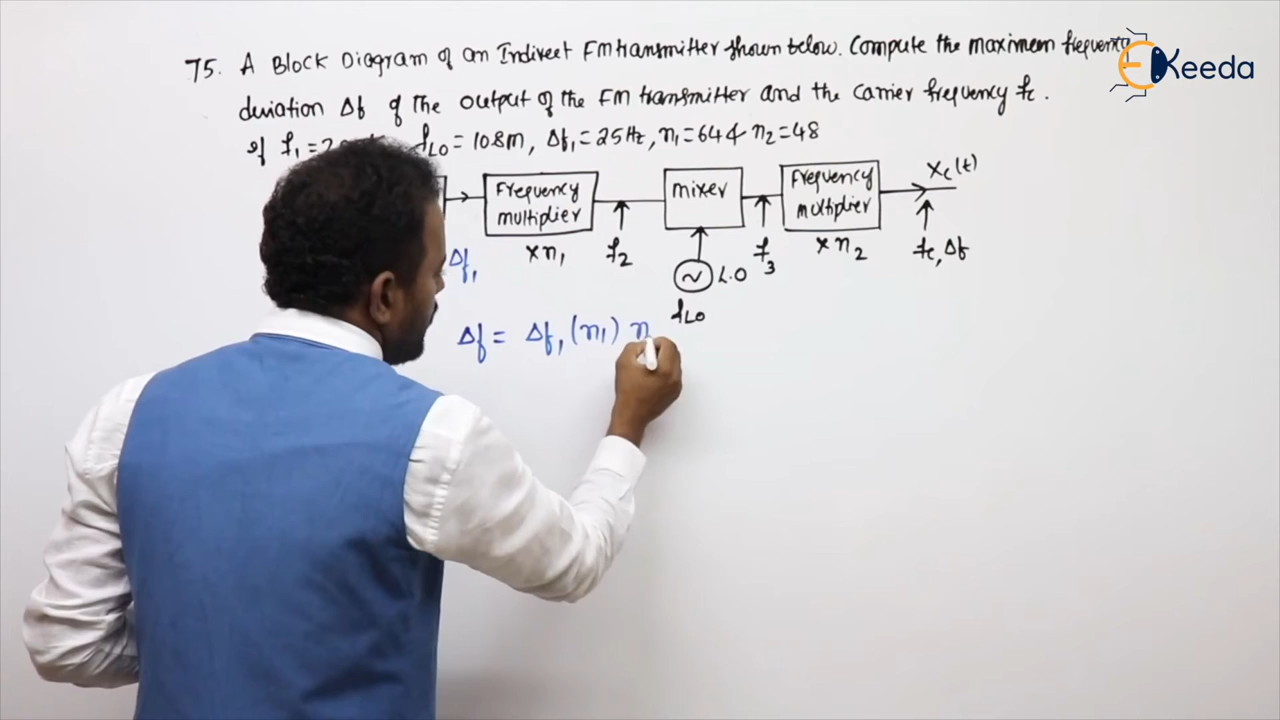 75. A Block Diagram of an Indirect FM transmitter shown below. Compute the maximum frequency
deviation Δf of the output of the FM transmitter and the carrier frequency fc.
If f1=2 fLO = 108M, Δf1=25Hz, n1=64 & n2=48
Frequency multiplier
×n1
f2
mixer
L.O
fLO
f3
Frequency multiplier
×n2
xc(t)
fc, Δf
Δf1
Δf = Δf1 (n1) n
EKeeda